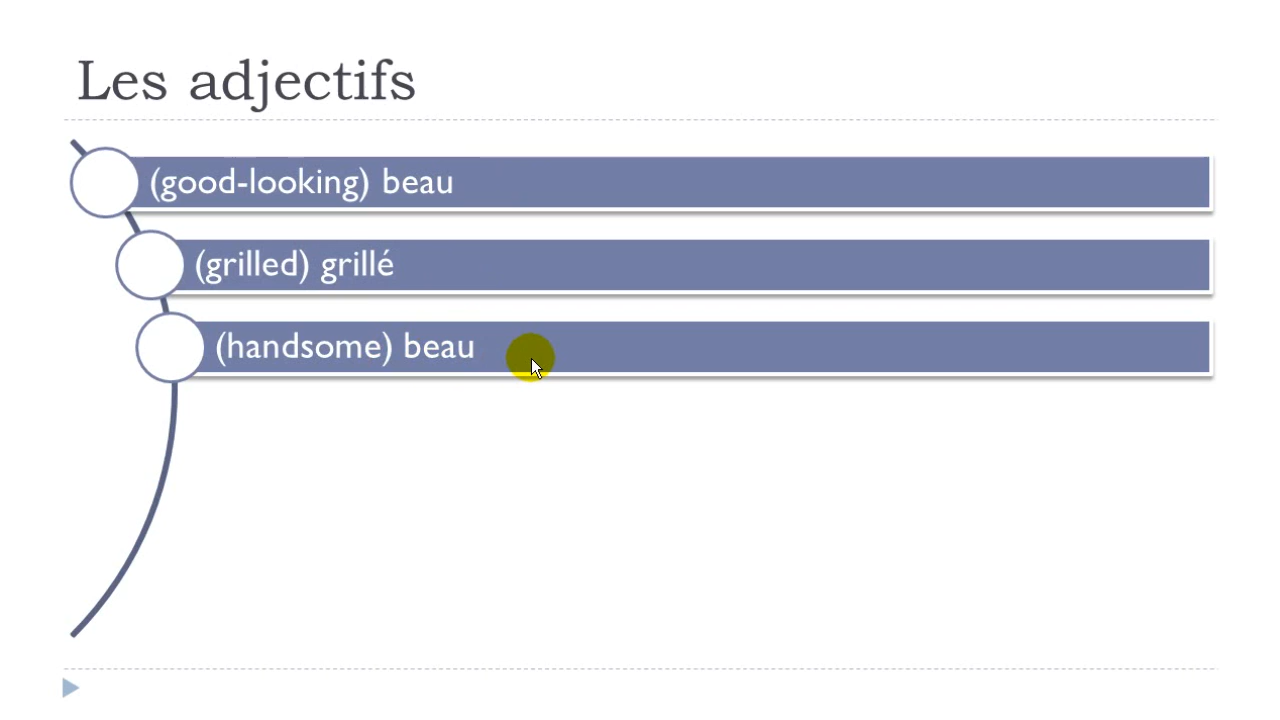 Les adjectifs
(good-looking) beau
(grilled) grillé
(handsome) beau